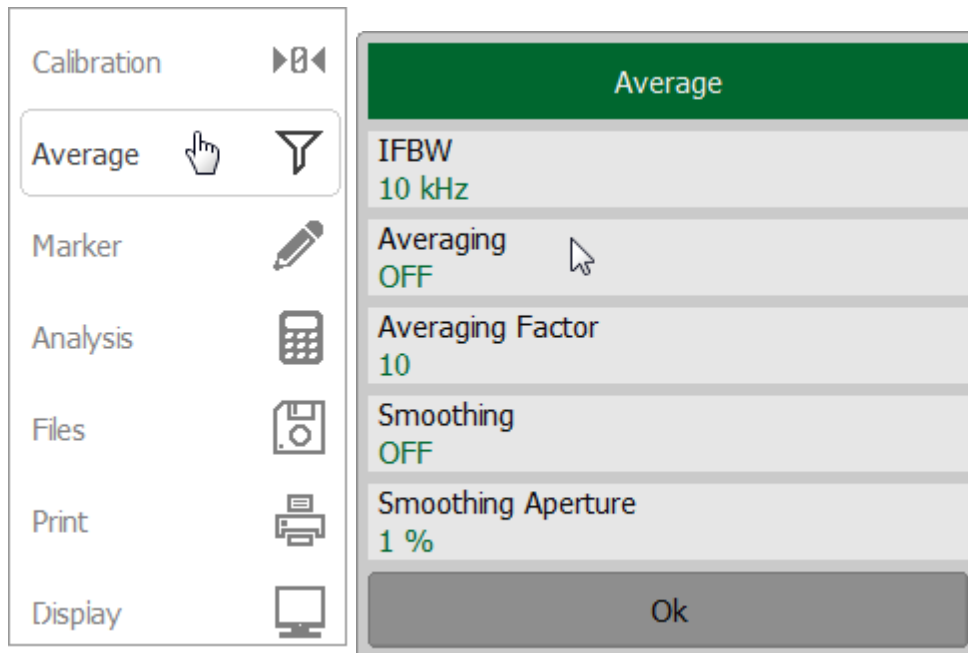 Calibration
Average
Marker
Analysis
Files
Print
Display
Average
IFBW
10 kHz
Averaging
OFF
Averaging Factor
10
Smoothing
OFF
Smoothing Aperture
1 %
Ok